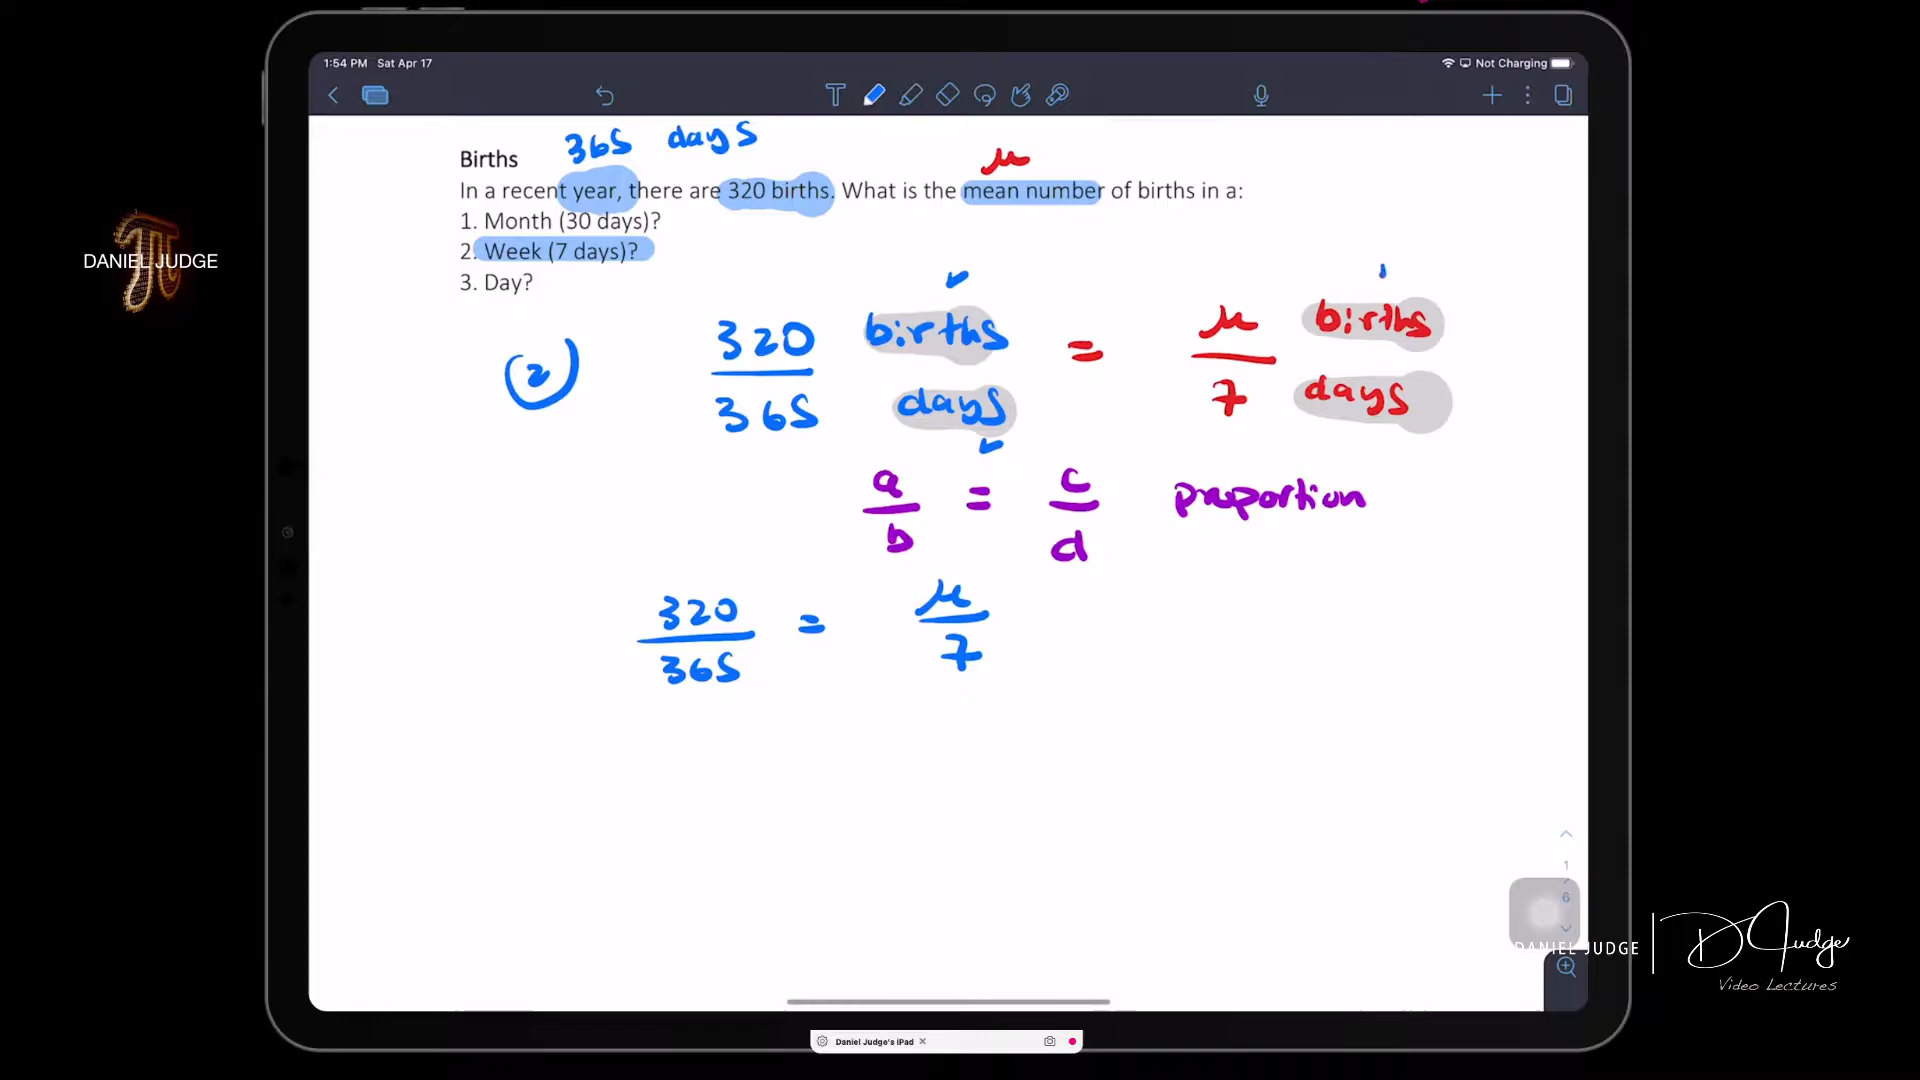 1:54 PM Sat Apr 17
Not Charging
365 days
Births
μ
In a recent year, there are 320 births. What is the mean number of births in a:
1. Month (30 days)?
2. Week (7 days)?
3. Day?
DANIEL JUDGE
(2) 320 births = μ births
365 days 7 days
a = c proportion
b d
320 = μ
365 7
1
6
DANIEL JUDGE
DJudge
Video Lectures
Daniel Judge's iPad